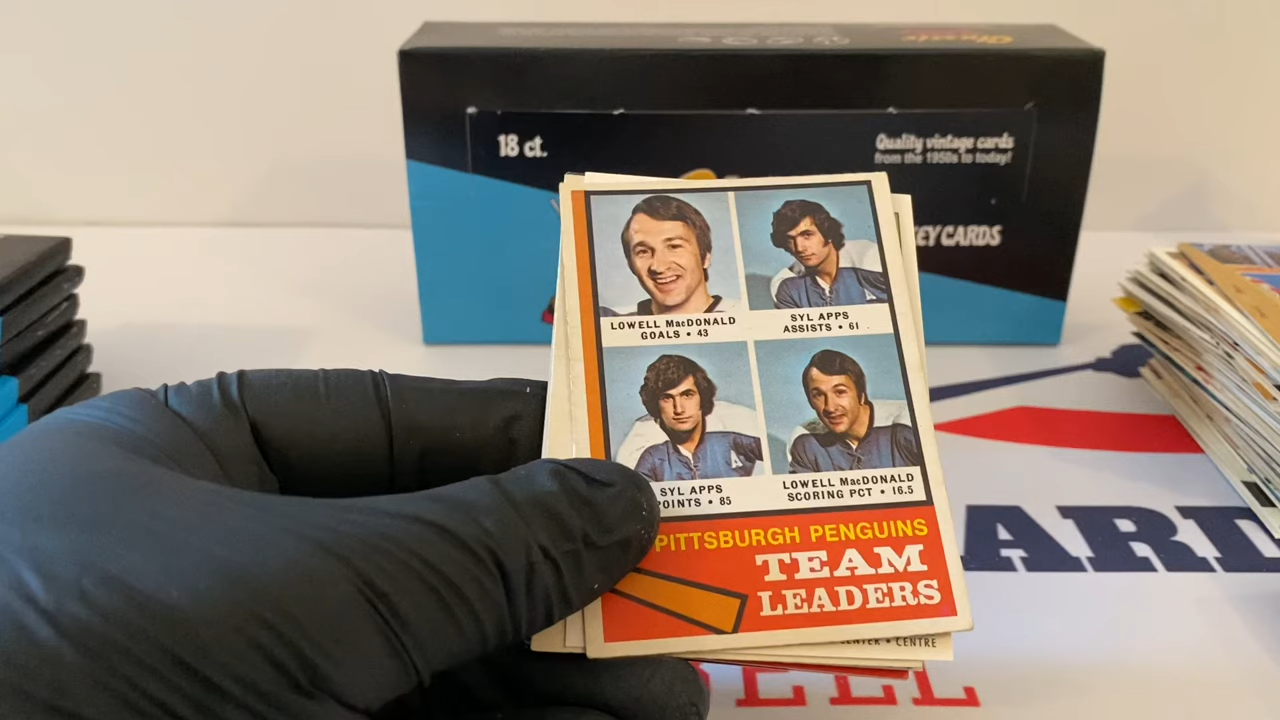 18 ct.
Quality vintage cards
from the 1950s to today!
EY CARDS
LOWELL MacDONALD
GOALS • 43
SYL APPS
ASSISTS • 61
SYL APPS
POINTS • 85
LOWELL MacDONALD
SCORING PCT • 16.5
PITTSBURGH PENGUINS
TEAM
LEADERS
CENTER • CENTRE
ARD
ELL
A